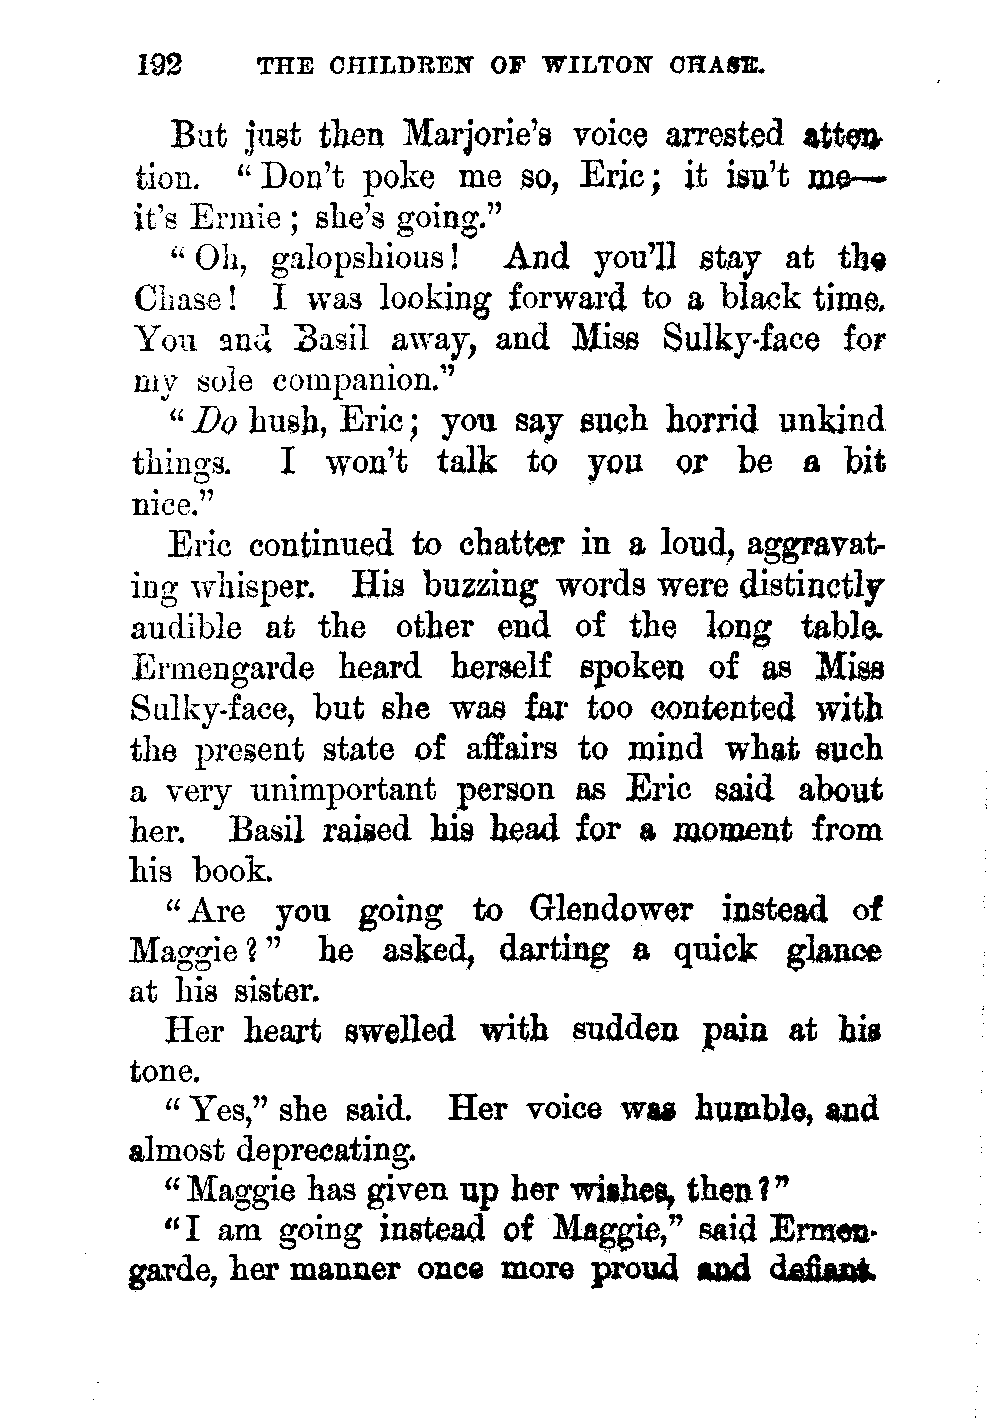 192 THE CHILDREN OF WILTON CHASE.
But just then Marjorie's voice arrested atten-
tion. "Don't poke me so, Eric; it isn't me—
it's Ermie; she's going."
"Oh, galopshious! And you'll stay at the
Chase! I was looking forward to a black time.
You and Basil away, and Miss Sulky-face for
my sole companion."
"Do hush, Eric; you say such horrid unkind
things. I won't talk to you or be a bit
nice."
Eric continued to chatter in a loud, aggravat-
ing whisper. His buzzing words were distinctly
audible at the other end of the long table.
Ermengarde heard herself spoken of as Miss
Sulky-face, but she was far too contented with
the present state of affairs to mind what such
a very unimportant person as Eric said about
her. Basil raised his head for a moment from
his book.
"Are you going to Glendower instead of
Maggie?" he asked, darting a quick glance
at his sister.
Her heart swelled with sudden pain at his
tone.
"Yes," she said. Her voice was humble, and
almost deprecating.
"Maggie has given up her wishes, then?"
"I am going instead of Maggie," said Ermen-
garde, her manner once more proud and defiant.